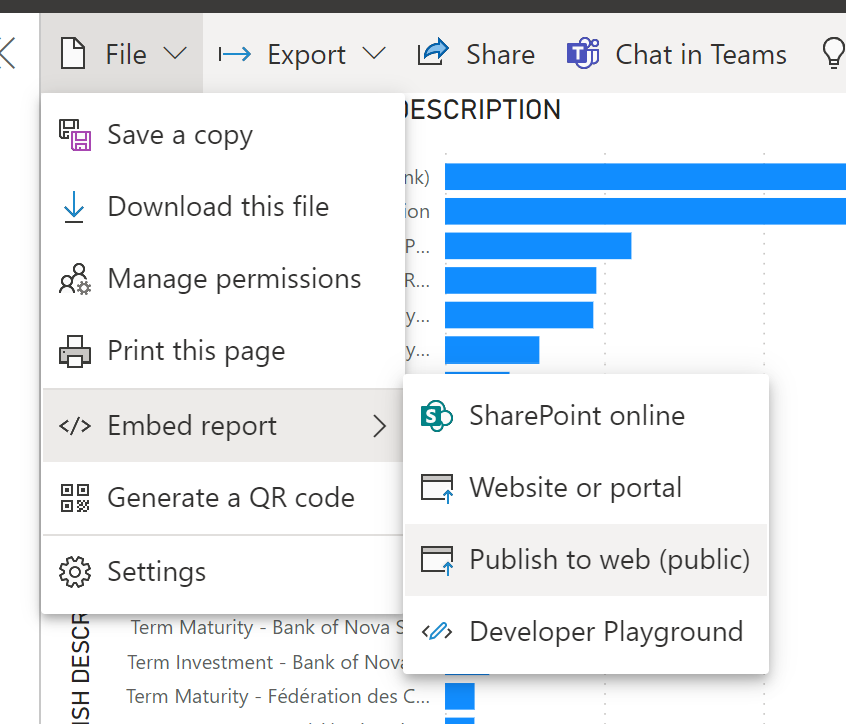 File
Export
Share
Chat in Teams
DESCRIPTION
Save a copy
Download this file
Manage permissions
Print this page
Embed report
Generate a QR code
Settings
nk)
ion
P...
R...
y...
y...
SharePoint online
Website or portal
Publish to web (public)
Developer Playground
ISH DESCR
Term Maturity - Bank of Nova S
Term Investment - Bank of Nova
Term Maturity - Fédération des C...